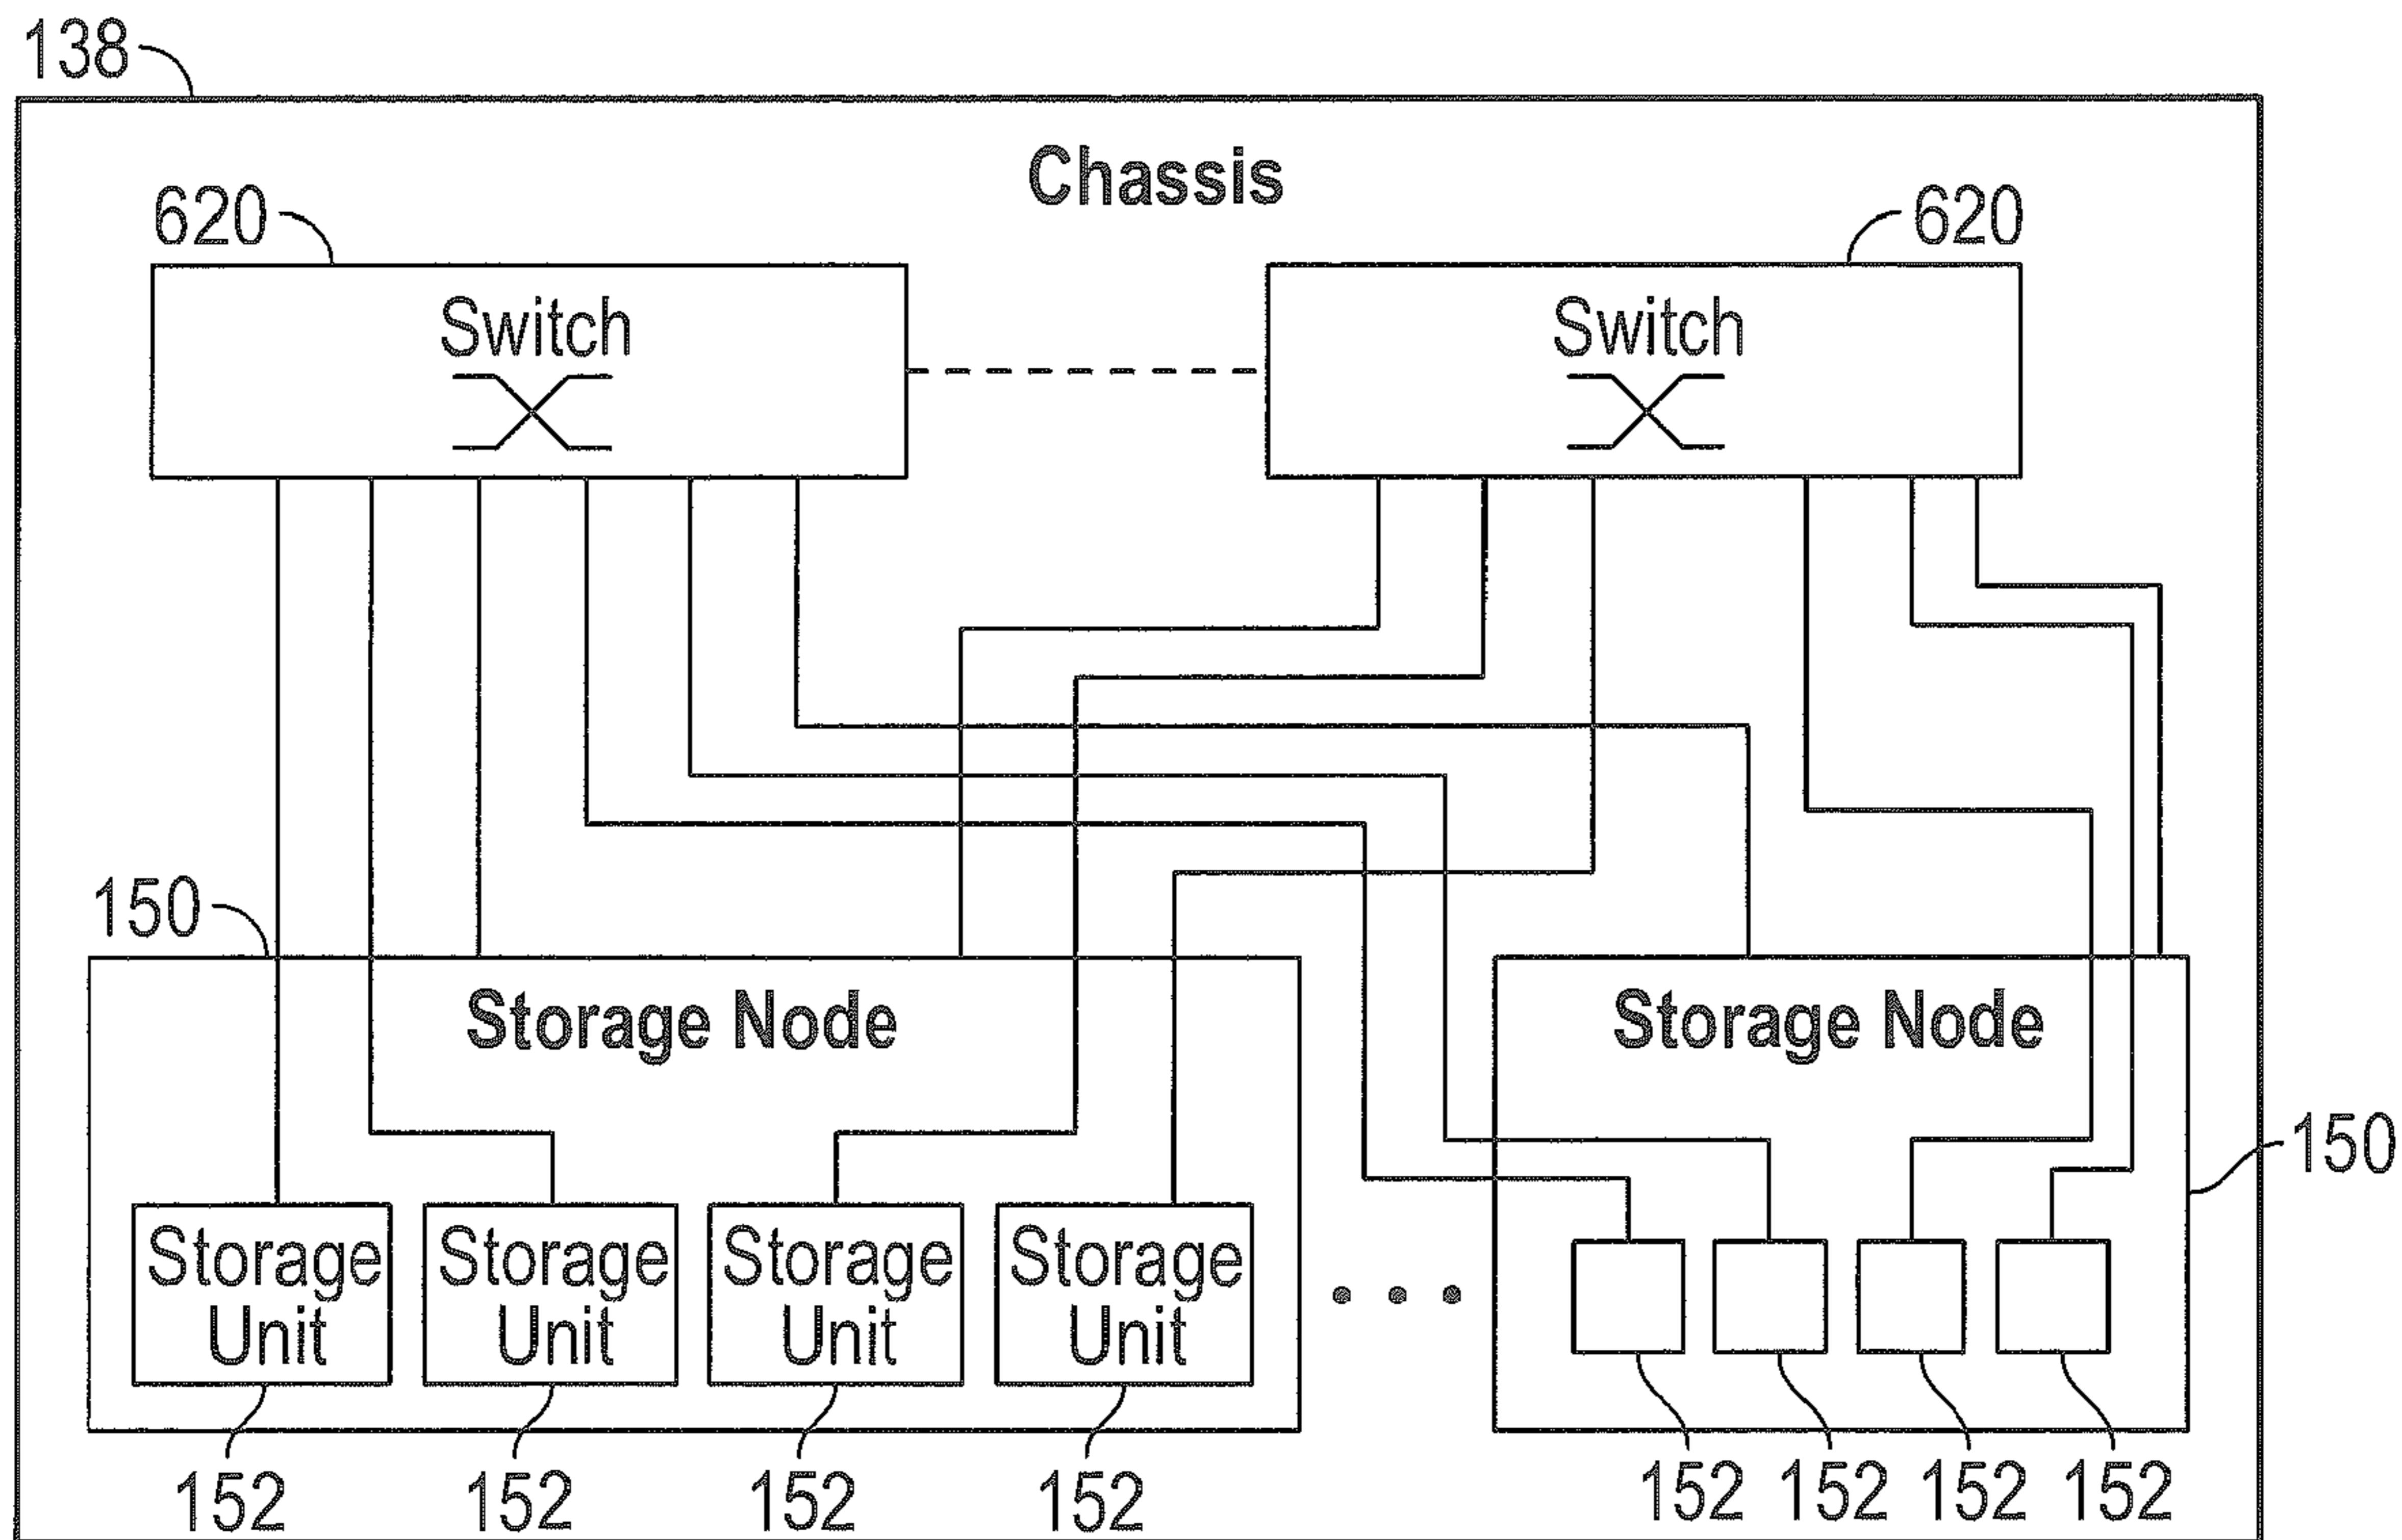 138
Chassis
620
620
Switch
Switch
150
Storage Node
Storage Node
150
Storage
Unit
Storage
Unit
Storage
Unit
Storage
Unit
152
152
152
152
152
152
152
152